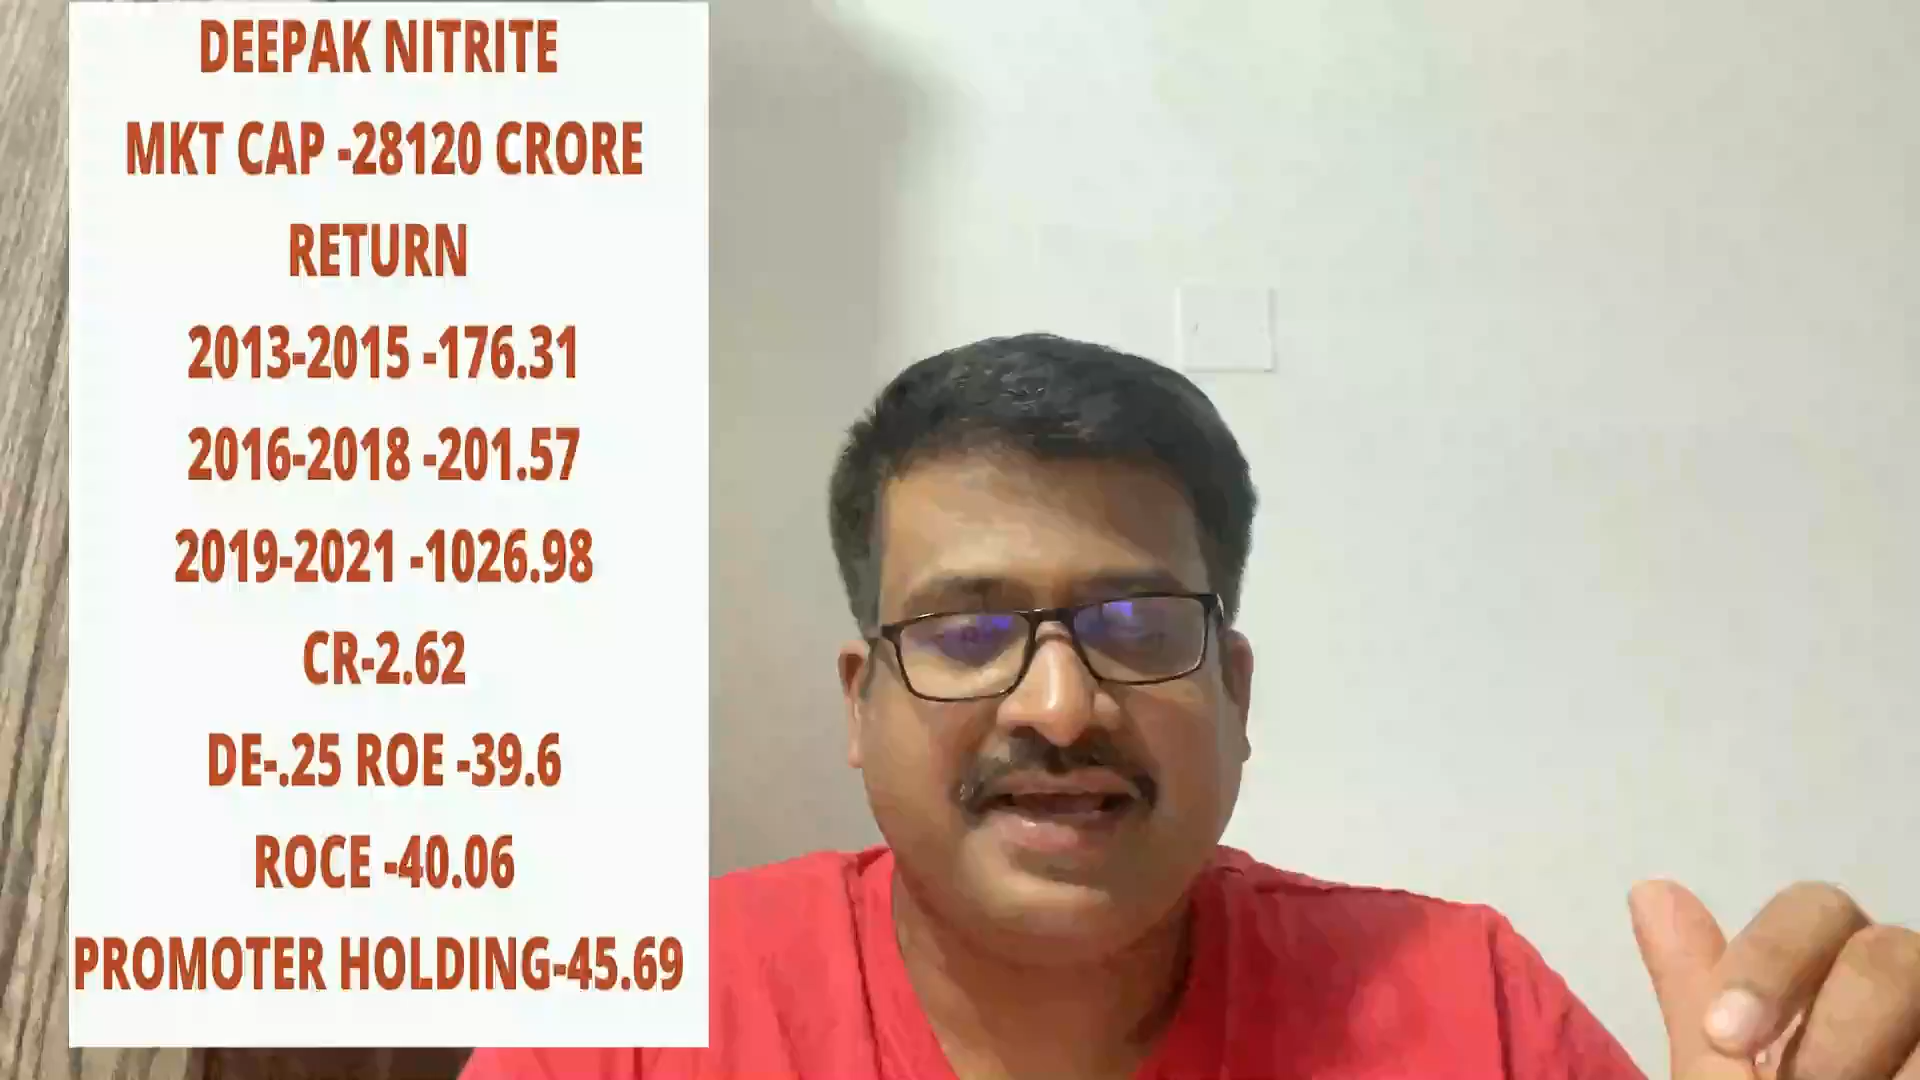 DEEPAK NITRITE
MKT CAP -28120 CRORE
RETURN
2013-2015 -176.31
2016-2018 -201.57
2019-2021 -1026.98
CR-2.62
DE-.25 ROE -39.6
ROCE -40.06
PROMOTER HOLDING-45.69